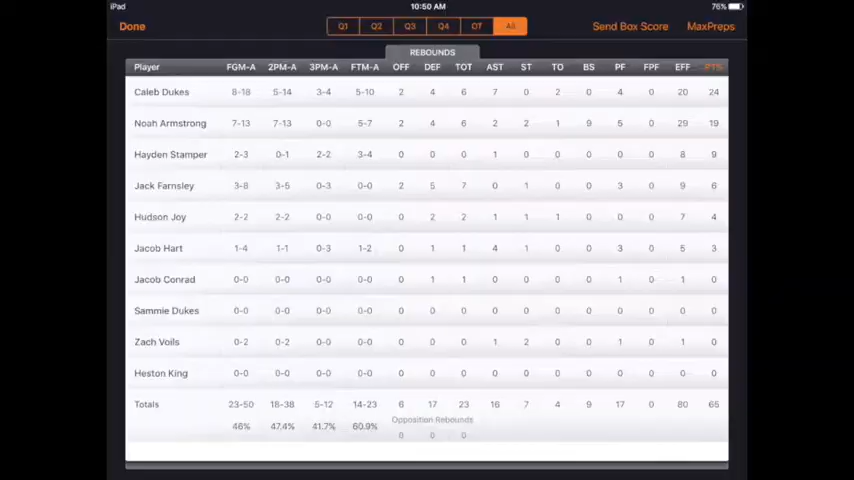 iPad 10:50 AM 76%
Done Q1 Q2 Q3 Q4 OT All Send Box Score MaxPreps
REBOUNDS
Player FGM-A 2PM-A 3PM-A FTM-A OFF DEF TOT AST ST TO BS PF FPF EFF PTS
Caleb Dukes 8-18 5-14 3-4 5-10 2 4 6 7 0 2 0 4 0 20 24
Noah Armstrong 7-13 7-13 0-0 5-7 2 4 6 2 2 1 9 5 0 29 19
Hayden Stamper 2-3 0-1 2-2 3-4 0 0 0 1 0 0 0 0 0 8 9
Jack Farnsley 3-8 3-5 0-3 0-0 2 5 7 0 1 0 0 3 0 9 6
Hudson Joy 2-2 2-2 0-0 0-0 0 2 2 1 1 1 0 0 0 7 4
Jacob Hart 1-4 1-1 0-3 1-2 0 1 1 4 1 0 0 3 0 5 3
Jacob Conrad 0-0 0-0 0-0 0-0 0 1 1 0 0 0 0 1 0 1 0
Sammie Dukes 0-0 0-0 0-0 0-0 0 0 0 0 0 0 0 0 0 0 0
Zach Voils 0-2 0-2 0-0 0-0 0 0 0 1 2 0 0 1 0 1 0
Heston King 0-0 0-0 0-0 0-0 0 0 0 0 0 0 0 0 0 0 0
Totals 23-50 18-38 5-12 14-23 6 17 23 16 7 4 9 17 0 80 65
46% 47.4% 41.7% 60.9% Opposition Rebounds
0 0 0